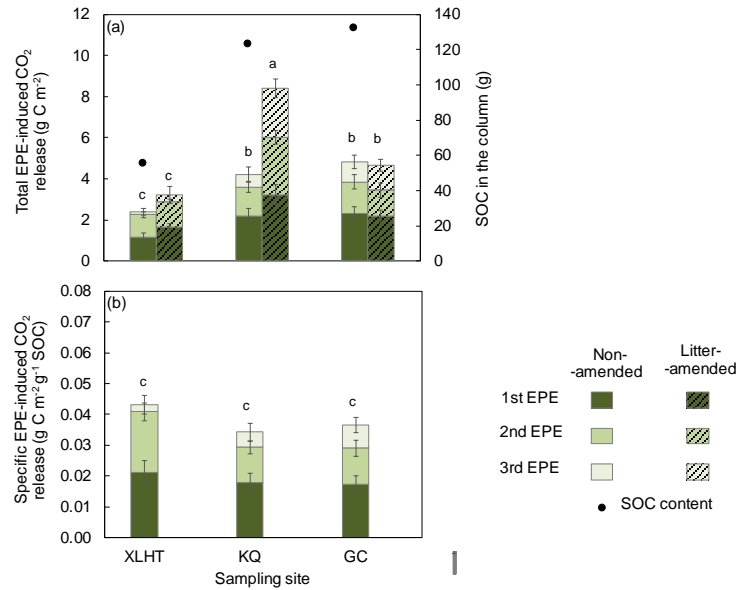 (a)
Total EPE-induced CO2
release (g C m-2)
12
10
8
6
4
2
0
c
c
b
a
b
b
140
120
100
80
60
40
20
0
SOC in the column (g)
(b)
Specific EPE-induced CO2
release (g C m-2 g-1 SOC)
0.08
0.07
0.06
0.05
0.04
0.03
0.02
0.01
0.00
c
c
c
XLHT KQ GC
Sampling site
Non-
-amended
Litter-
-amended
1st EPE
2nd EPE
3rd EPE
SOC content